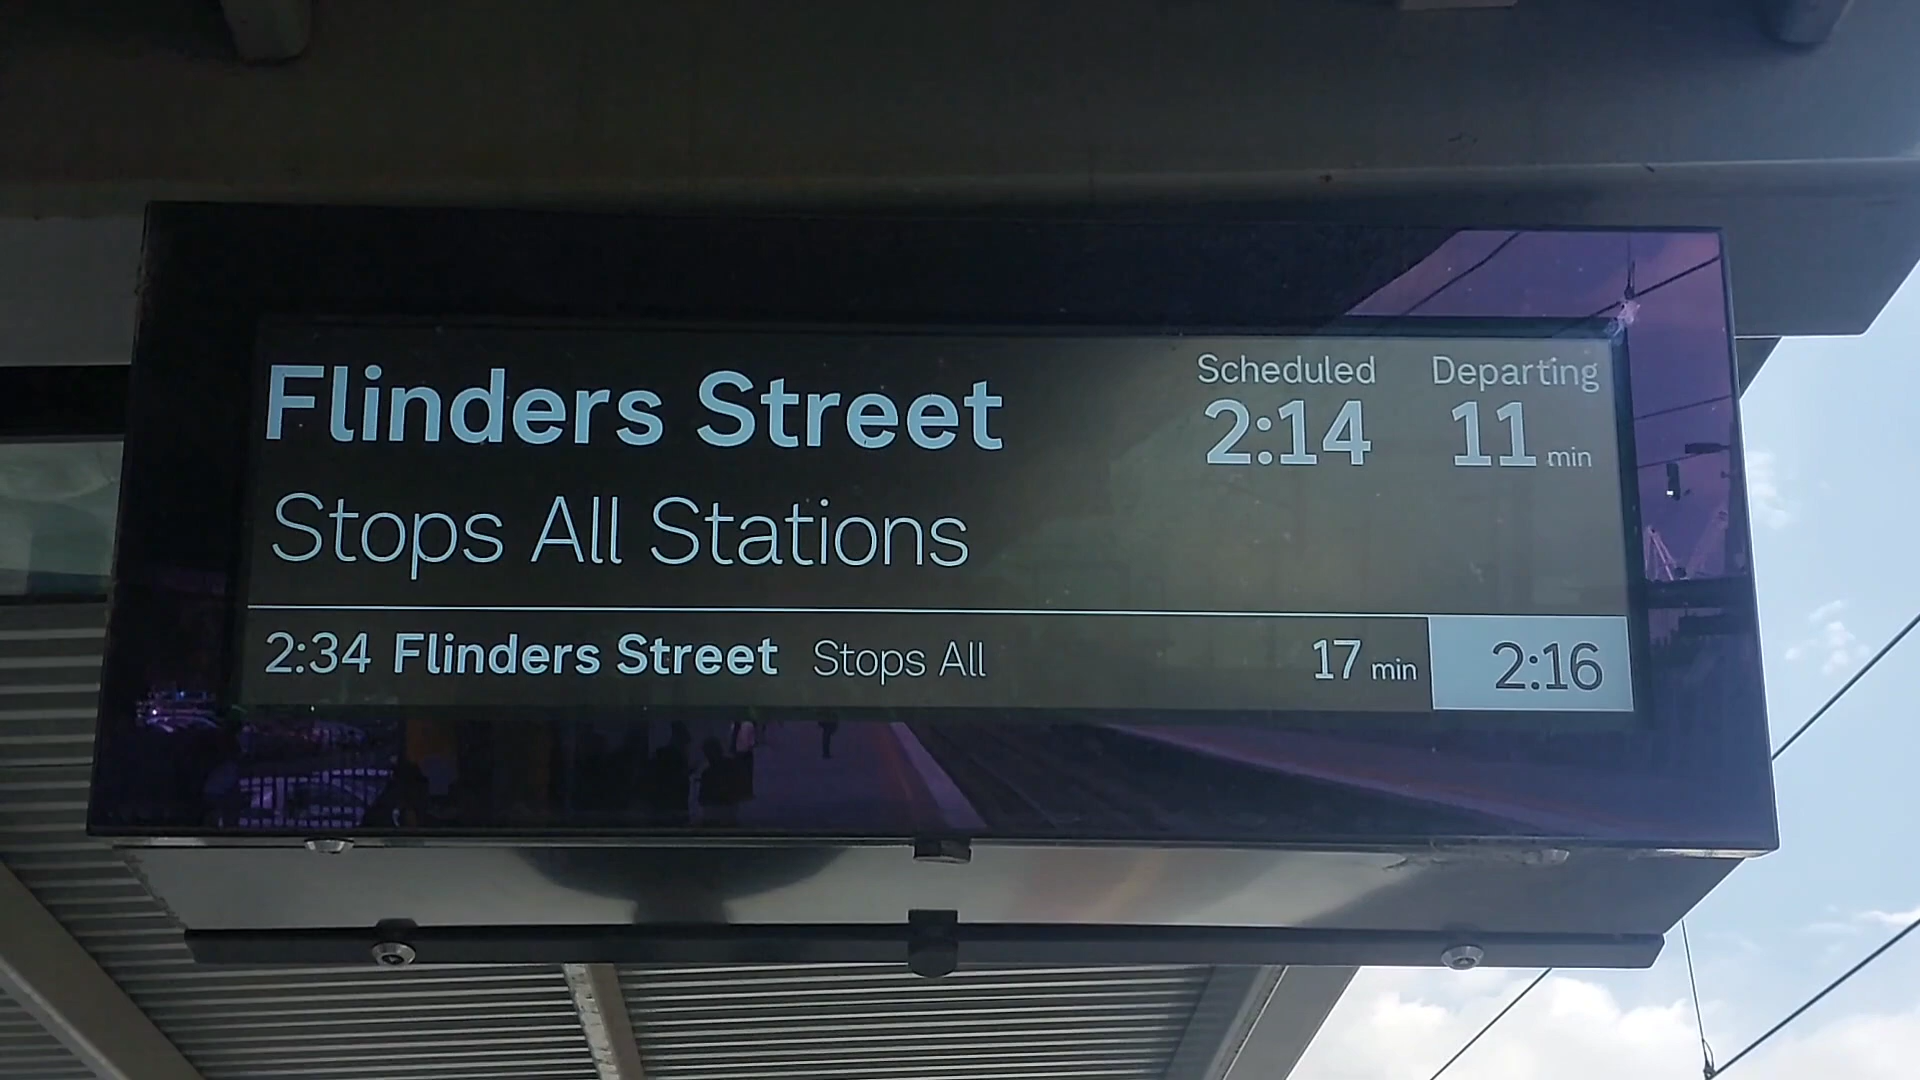 Flinders Street
Scheduled Departing
2:14 11 min
Stops All Stations
2:34 Flinders Street Stops All 17 min 2:16